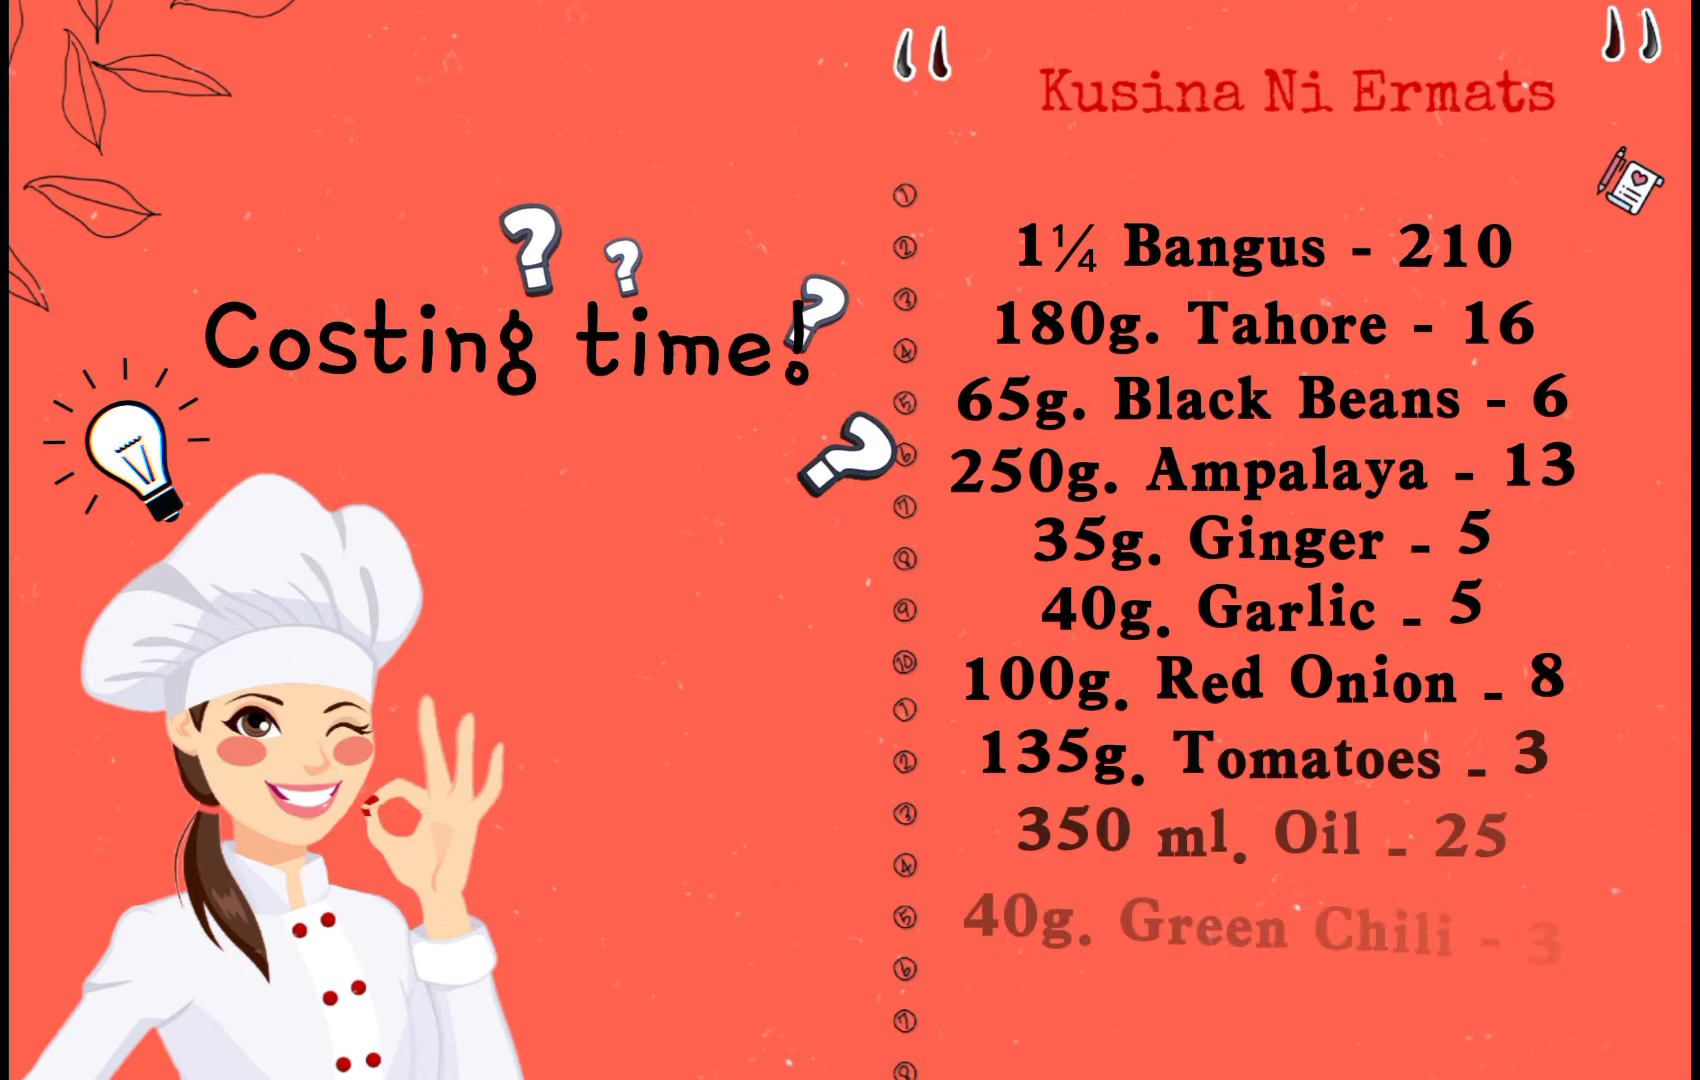 Kusina Ni Ermats
Costing time!
1¼ Bangus - 210
180g. Tahore - 16
65g. Black Beans - 6
250g. Ampalaya - 13
35g. Ginger - 5
40g. Garlic - 5
100g. Red Onion - 8
135g. Tomatoes - 3
350 ml. Oil - 25
40g. Green Chili - 3